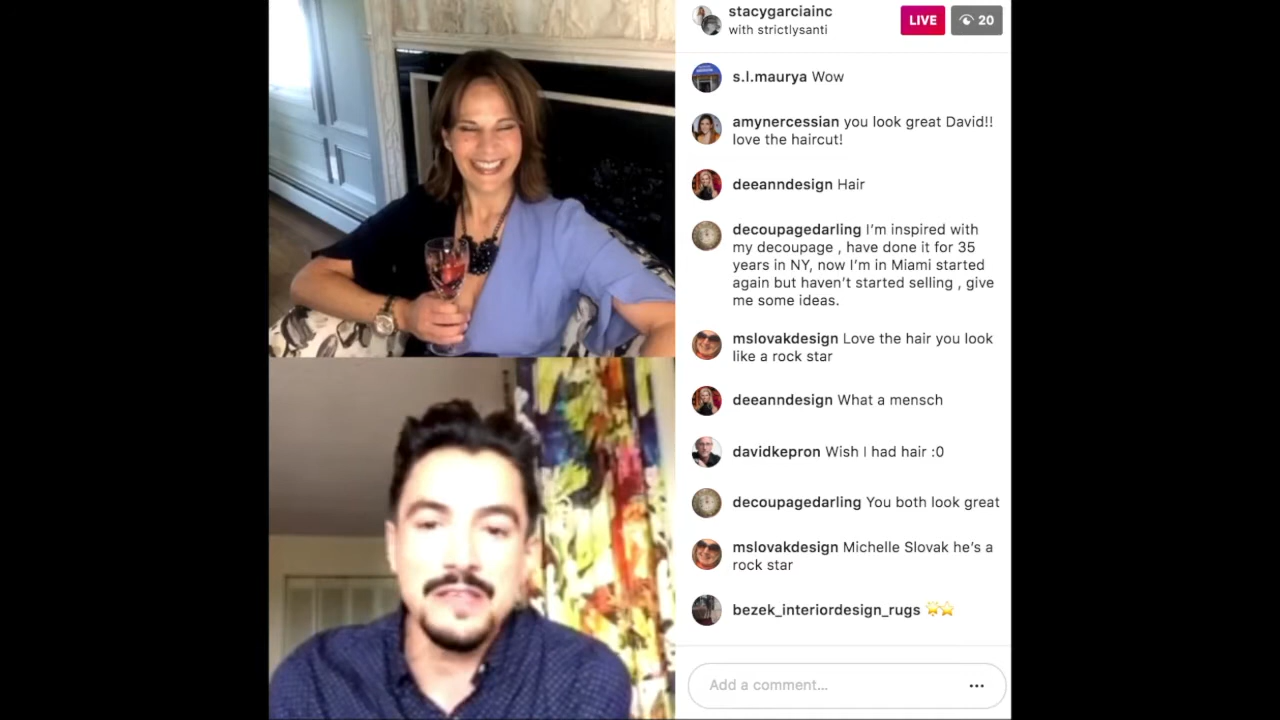 stacygarciainc
with strictlysanti
LIVE
20
s.l.maurya Wow
amynercessian you look great David!!
love the haircut!
deeanndesign Hair
decoupagedarling I’m inspired with
my decoupage , have done it for 35
years in NY, now I’m in Miami started
again but haven’t started selling , give
me some ideas.
mslovakdesign Love the hair you look
like a rock star
deeanndesign What a mensch
davidkepron Wish I had hair :0
decoupagedarling You both look great
mslovakdesign Michelle Slovak he’s a
rock star
bezek_interiordesign_rugs 🌟⭐
Add a comment...